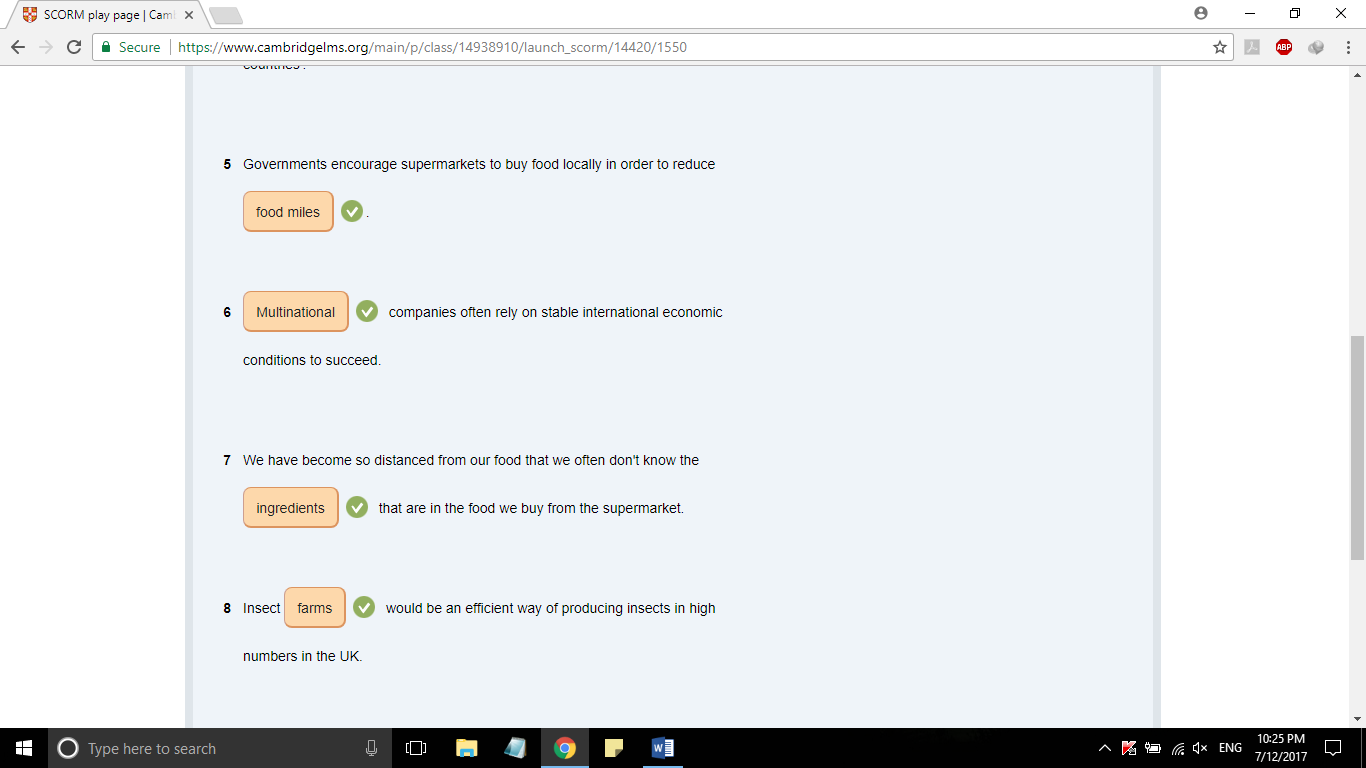 SCORM play page | Cam
Secure | https://www.cambridgelms.org/main/p/class/14938910/launch_scorm/14420/1550
ABP
countries'.
5 Governments encourage supermarkets to buy food locally in order to reduce
food miles .
6 Multinational companies often rely on stable international economic
conditions to succeed.
7 We have become so distanced from our food that we often don't know the
ingredients that are in the food we buy from the supermarket.
8 Insect farms would be an efficient way of producing insects in high
numbers in the UK.
Type here to search
ENG
10:25 PM
7/12/2017